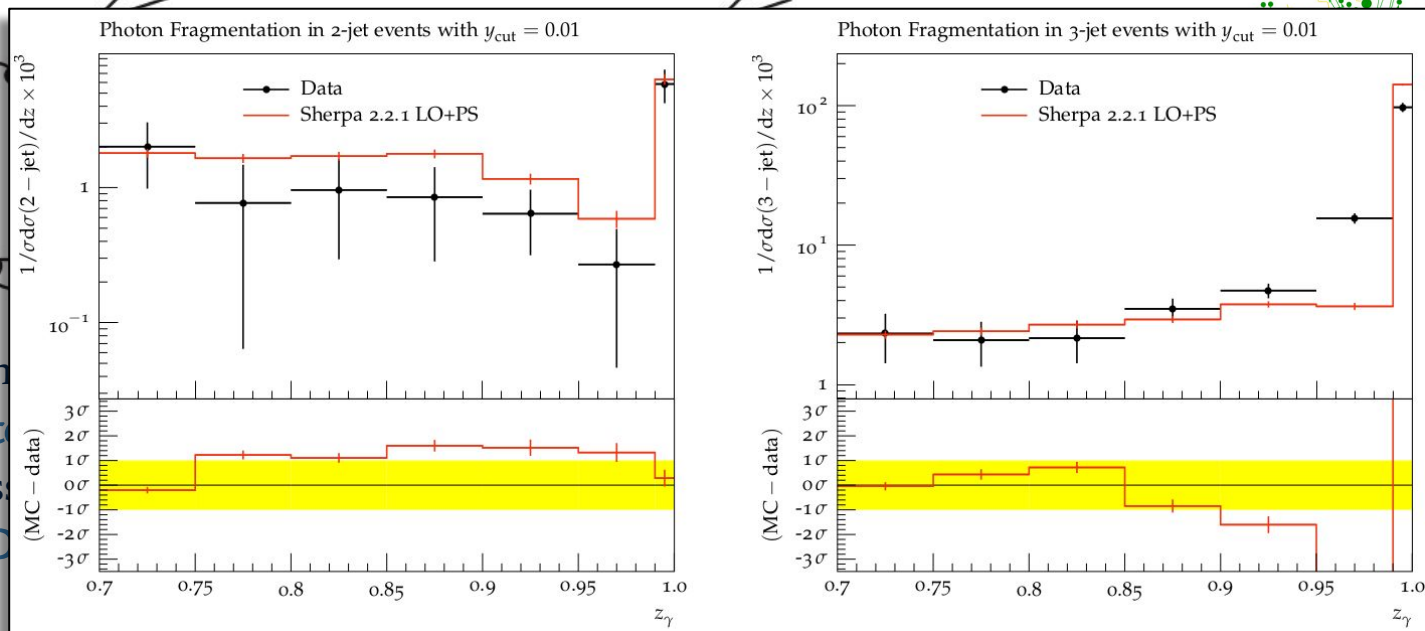 Photon Fragmentation in 2-jet events with y_cut = 0.01
1/σdσ(2 − jet)/dz × 10³
Data
Sherpa 2.2.1 LO+PS
1
10⁻¹
(MC − data)
3σ
2σ
1σ
0σ
-1σ
-2σ
-3σ
0.7
0.75
0.8
0.85
0.9
0.95
1.0
z_γ
Photon Fragmentation in 3-jet events with y_cut = 0.01
1/σdσ(3 − jet)/dz × 10³
Data
Sherpa 2.2.1 LO+PS
10²
10¹
1
(MC − data)
3σ
2σ
1σ
0σ
-1σ
-2σ
-3σ
0.7
0.75
0.8
0.85
0.9
0.95
1.0
z_γ